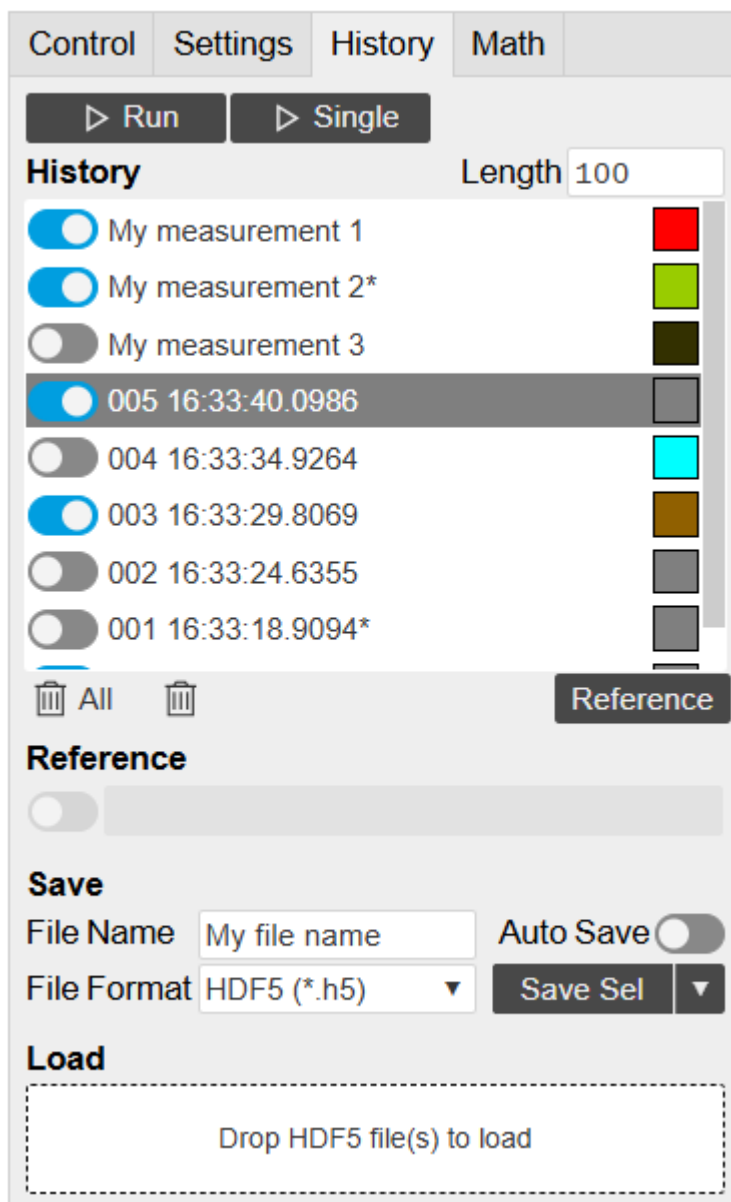 Control Settings History Math
Run Single
History Length 100
My measurement 1
My measurement 2*
My measurement 3
005 16:33:40.0986
004 16:33:34.9264
003 16:33:29.8069
002 16:33:24.6355
001 16:33:18.9094*
All Reference
Reference
Save
File Name My file name Auto Save
File Format HDF5 (*.h5) Save Sel
Load
Drop HDF5 file(s) to load